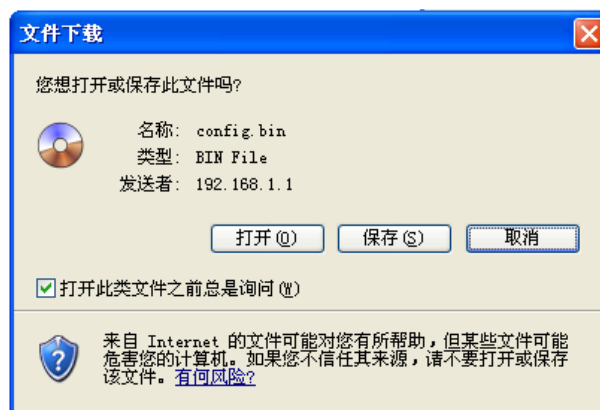 文件下载
您想打开或保存此文件吗?
名称: config.bin
类型: BIN File
发送者: 192.168.1.1
打开(O) 保存(S) 取消
打开此类文件之前总是询问(W)
来自 Internet 的文件可能对您有所帮助，但某些文件可能
危害您的计算机。如果您不信任其来源，请不要打开或保存
该文件。有何风险?